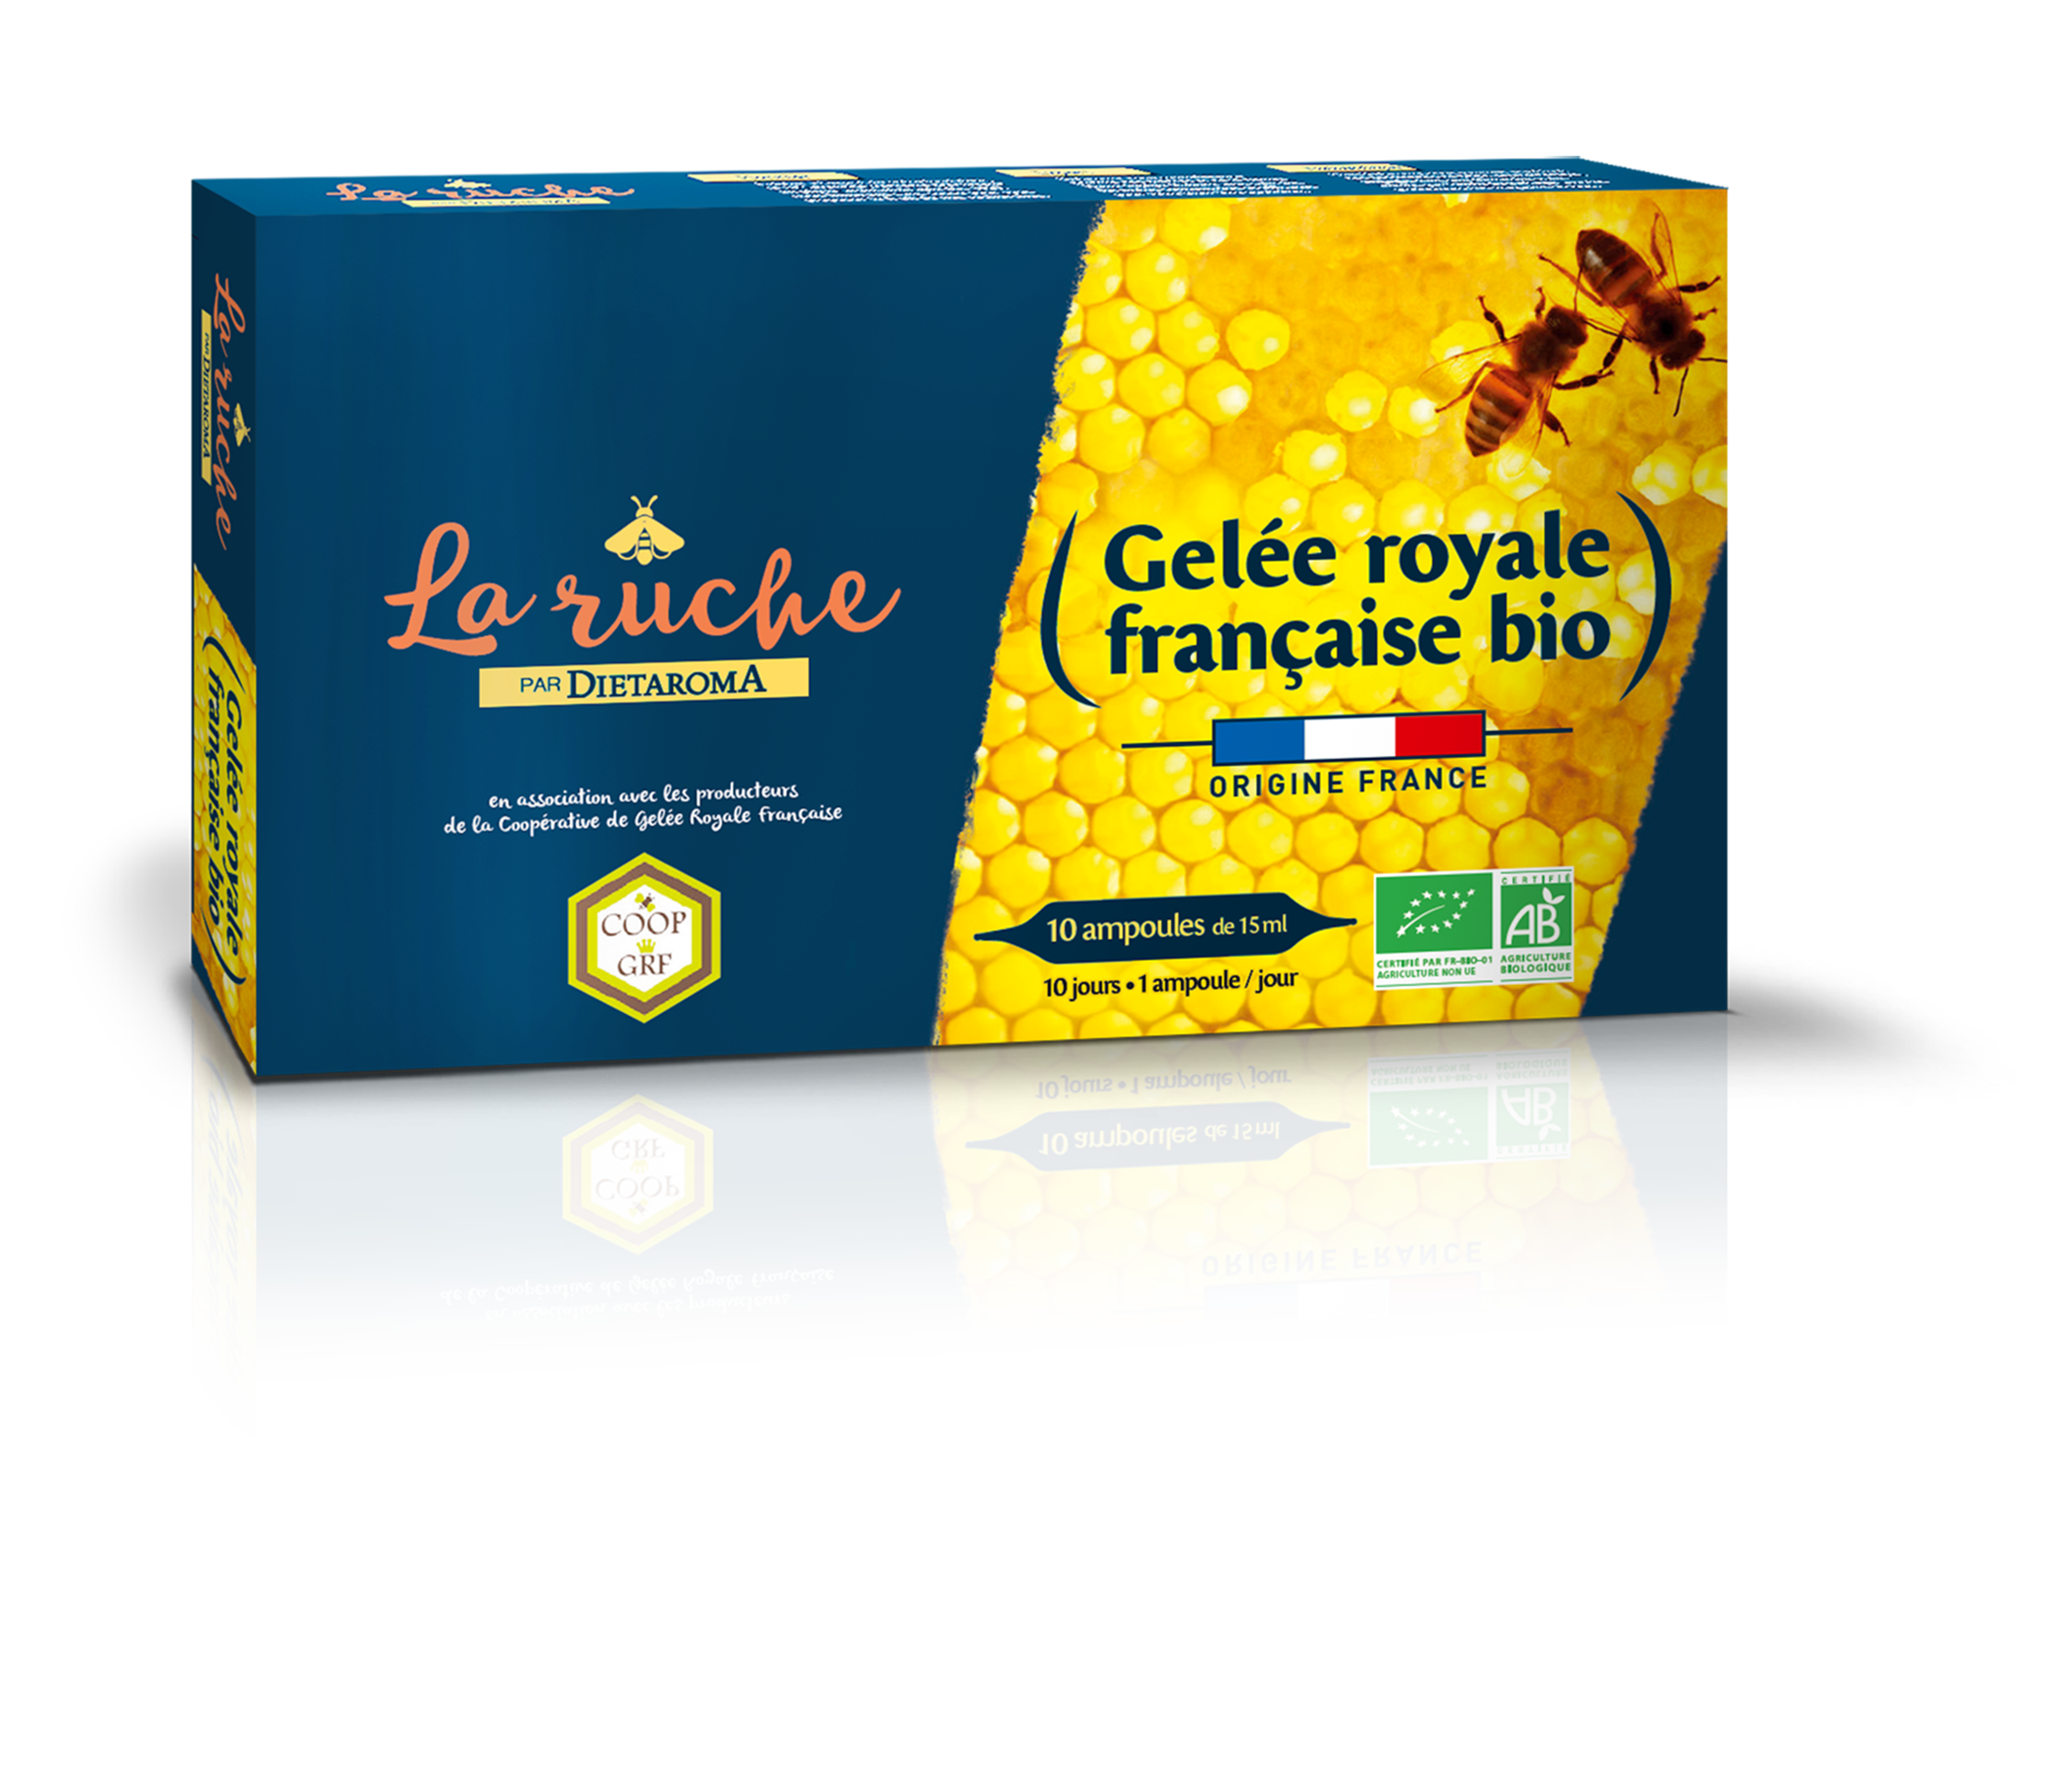 La ruche
La ruche
PAR DIETAROMA
(Gelée royale
française bio)
La ruche
PAR DIETAROMA
en association avec les producteurs
de la Coopérative de Gelée Royale Française
COOP
GRF
(Gelée royale
française bio)
ORIGINE FRANCE
10 ampoules de 15 ml
10 jours • 1 ampoule / jour
CERTIFIÉ PAR FR-BIO-01
AGRICULTURE NON UE
CERTIFIÉ
AB
AGRICULTURE
BIOLOGIQUE